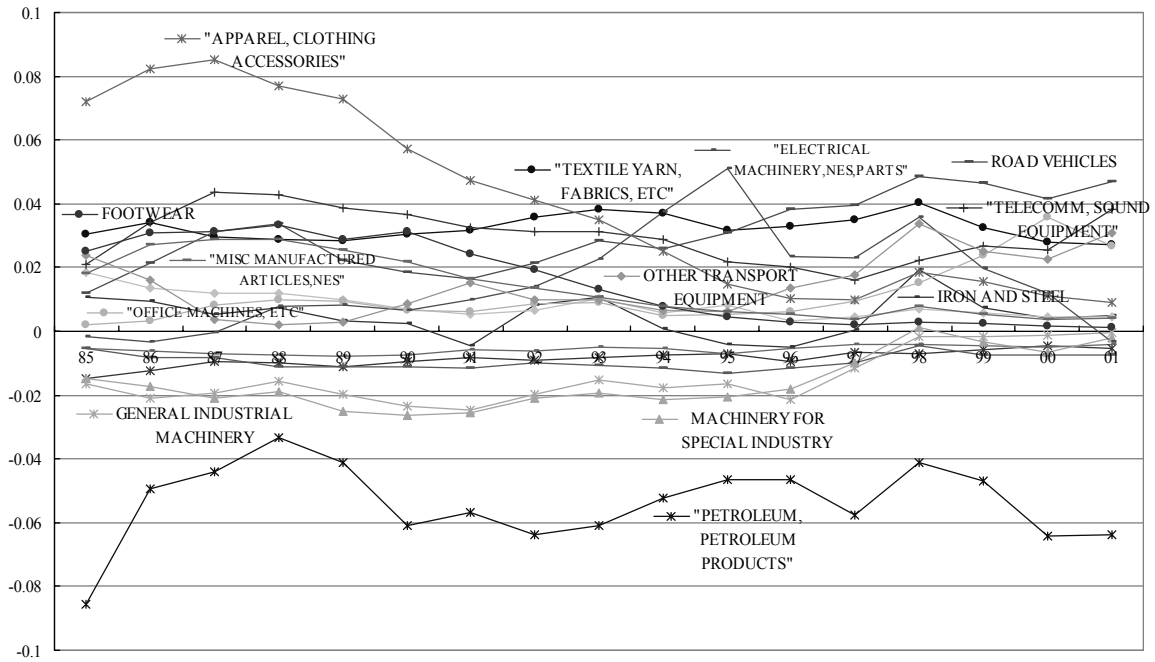 0.1
"APPAREL, CLOTHING
ACCESSORIES"
0.08
0.06
"ELECTRICAL
MACHINERY,NES,PARTS"
"TEXTILE YARN,
FABRICS, ETC"
ROAD VEHICLES
0.04
FOOTWEAR
"TELECOMM, SOUND
EQUIPMENT"
"MISC MANUFACTURED
ARTICLES,NES"
0.02
OTHER TRANSPORT
EQUIPMENT
IRON AND STEEL
"OFFICE MACHINES, ETC"
0
85 86 87 88 89 90 91 92 93 94 95 96 97 98 99 00 01
-0.02
GENERAL INDUSTRIAL
MACHINERY
MACHINERY FOR
SPECIAL INDUSTRY
-0.04
-0.06
"PETROLEUM,
PETROLEUM
PRODUCTS"
-0.08
-0.1